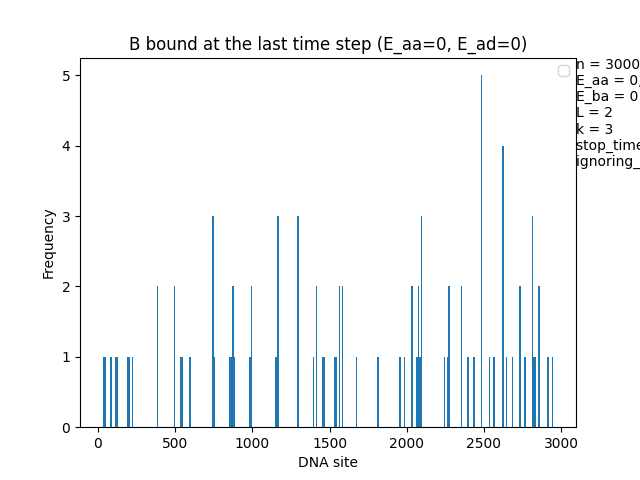 B bound at the last time step (E_aa=0, E_ad=0)
n = 3000
E_aa = 0,
E_ba = 0
L = 2
k = 3
stop_time
ignoring_
Frequency
5
4
3
2
1
0
0 500 1000 1500 2000 2500 3000
DNA site